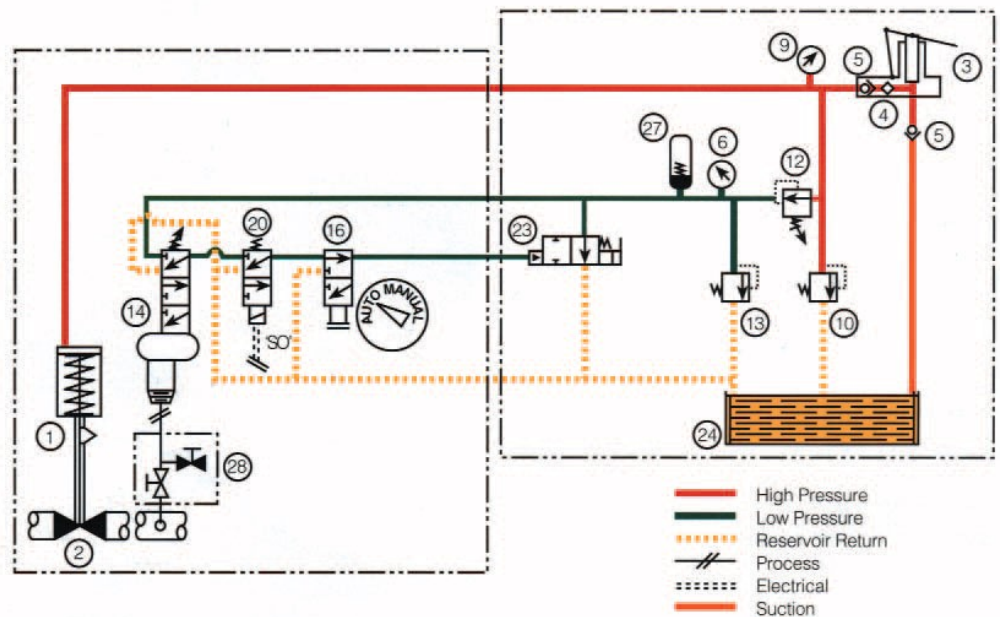 9
5
3
4
5
27
6
12
20
16
23
14
AUTO MANUAL
"SO"
13
10
1
24
28
2
High Pressure
Low Pressure
Reservoir Return
Process
Electrical
Suction